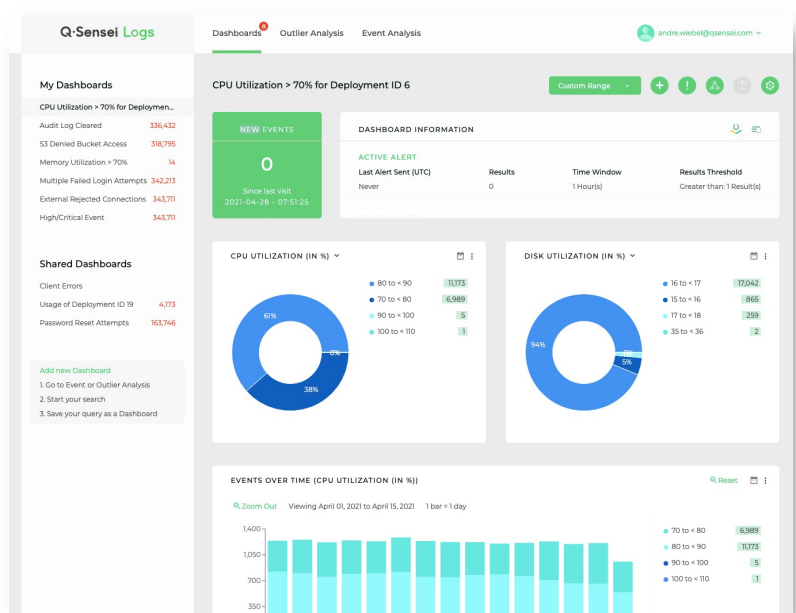 Q·Sensei Logs
Dashboards 8
Outlier Analysis
Event Analysis
andre.wiebel@qsensei.com
My Dashboards
CPU Utilization > 70% for Deploymen...
Audit Log Cleared 336,432
S3 Denied Bucket Access 318,795
Memory Utilization > 70% 14
Multiple Failed Login Attempts 342,213
External Rejected Connections 343,711
High/Critical Event 343,711
Shared Dashboards
Client Errors
Usage of Deployment ID 19 4,173
Password Reset Attempts 163,746
Add new Dashboard
1. Go to Event or Outlier Analysis
2. Start your search
3. Save your query as a Dashboard
CPU Utilization > 70% for Deployment ID 6
Custom Range
NEW EVENTS
0
Since last visit
2021-04-28 - 07:51:25
DASHBOARD INFORMATION
ACTIVE ALERT
Last Alert Sent (UTC) Results Time Window Results Threshold
Never 0 1 Hour(s) Greater than: 1 Result(s)
CPU UTILIZATION (IN %)
80 to < 90 11,173
70 to < 80 6,989
90 to < 100 5
100 to < 110 1
61%
0%
38%
DISK UTILIZATION (IN %)
16 to < 17 17,042
15 to < 16 865
17 to < 18 259
35 to < 36 2
94%
5%
EVENTS OVER TIME (CPU UTILIZATION (IN %))
Reset
Zoom Out Viewing April 01, 2021 to April 15, 2021 1 bar = 1 day
1,400
1,050
700
350
70 to < 80 6,989
80 to < 90 11,173
90 to < 100 5
100 to < 110 1